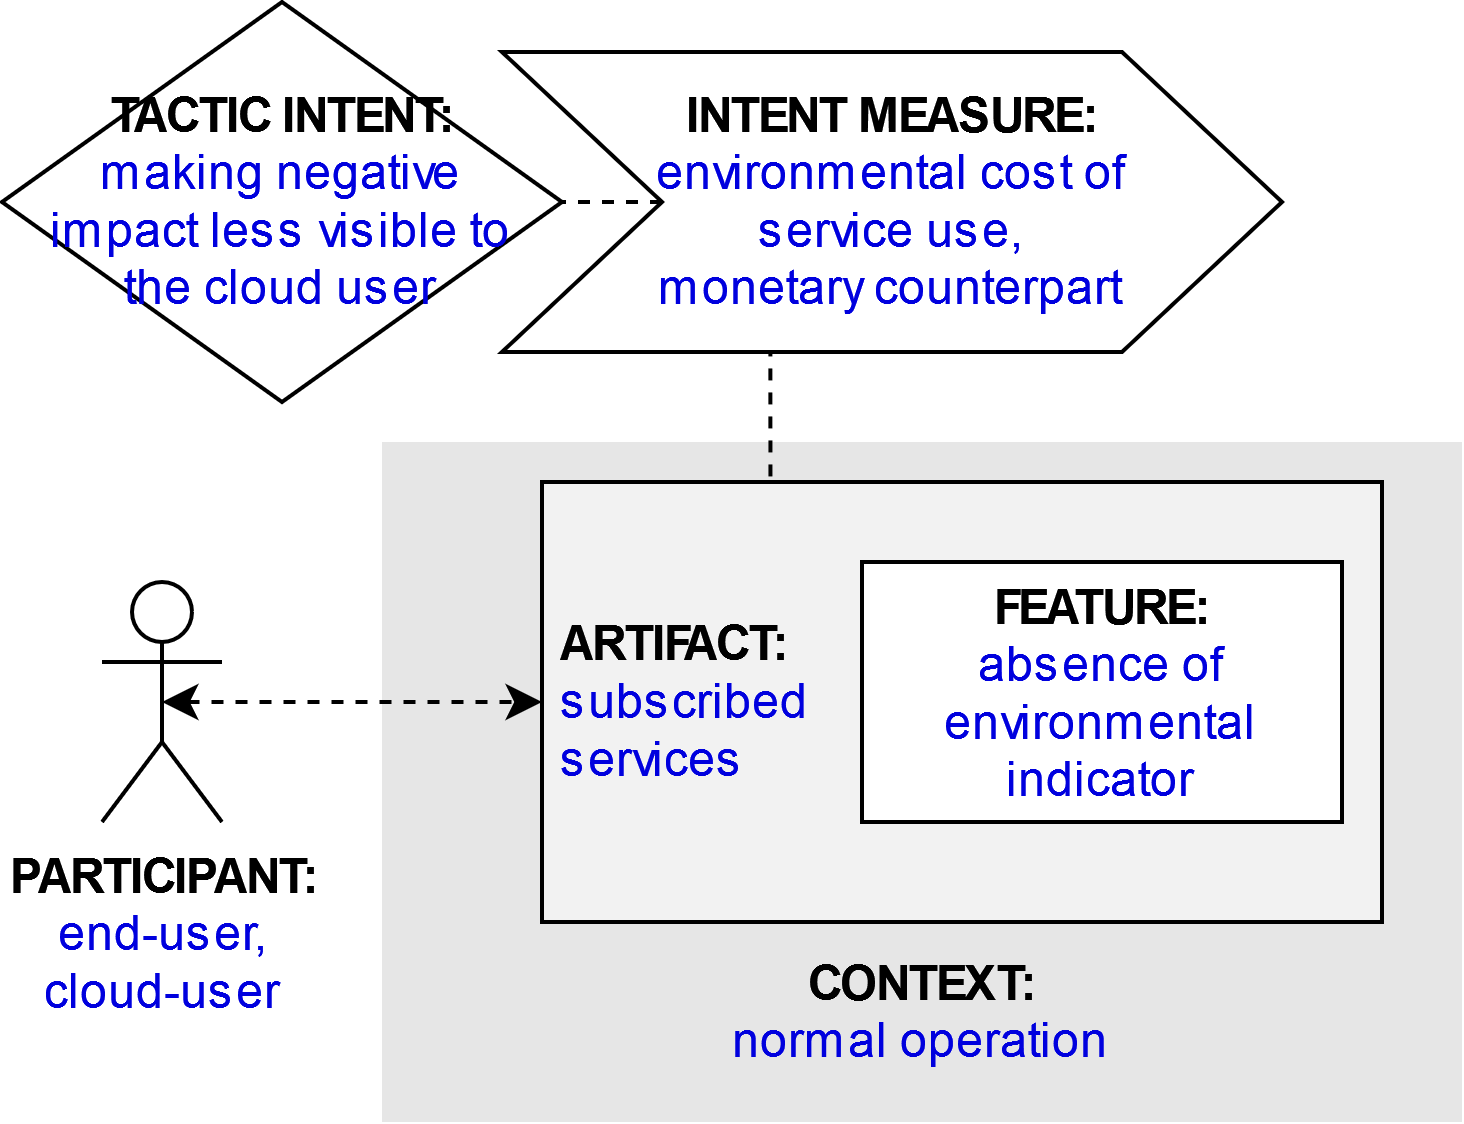 TACTIC INTENT:
making negative
impact less visible to
the cloud user
INTENT MEASURE:
environmental cost of
service use,
monetary counterpart
ARTIFACT:
subscribed
services
FEATURE:
absence of
environmental
indicator
PARTICIPANT:
end-user,
cloud-user
CONTEXT:
normal operation